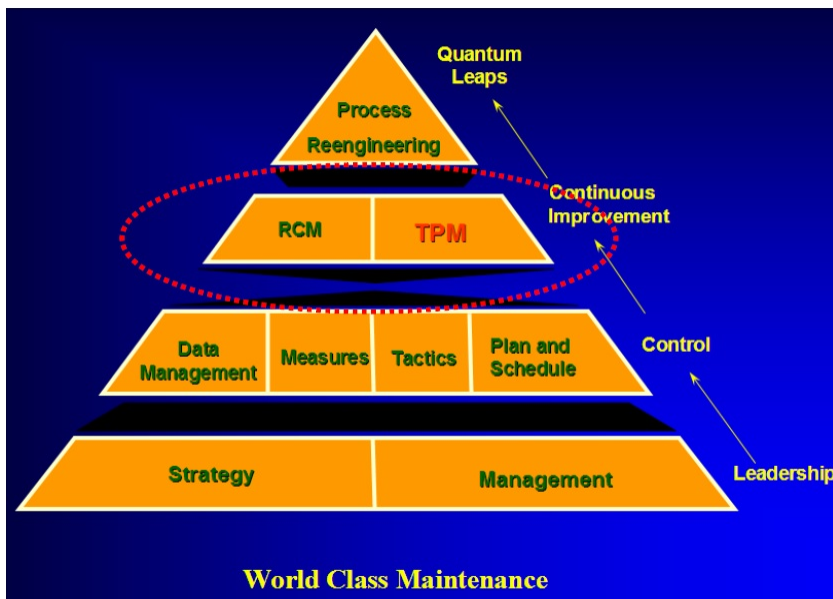 Quantum
Leaps
Process
Reengineering
Continuous
Improvement
RCM
TPM
Data
Management
Measures
Tactics
Plan and
Schedule
Control
Strategy
Management
Leadership
World Class Maintenance